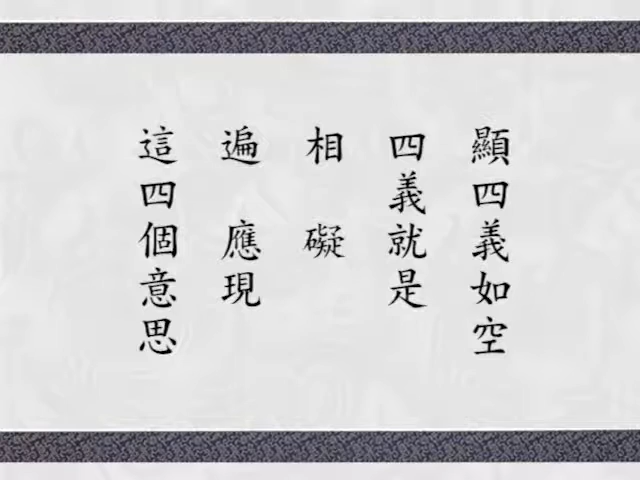 顯四義如空
四義就是
相 礙
遍 應現
這四個意思